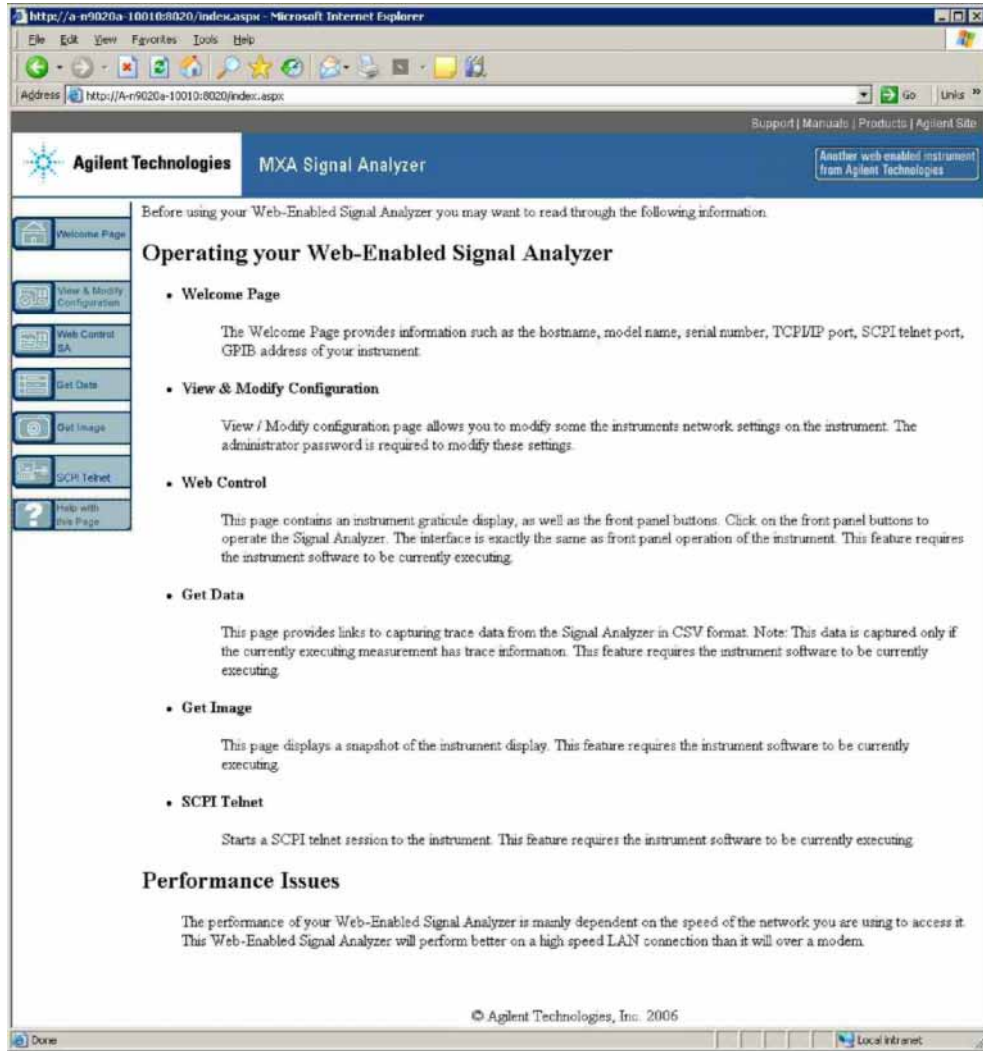 http://a-n9020a-10010:8020/index.aspx - Microsoft Internet Explorer
File Edit View Favorites Tools Help
Address http://A-n9020a-10010:8020/index.aspx Go Links »
Support | Manuals | Products | Agilent Site
Agilent Technologies MXA Signal Analyzer
Another web enabled instrument
from Agilent Technologies
Welcome Page
View & Modify
Configuration
Web Control
SA
Get Data
Get Image
SCPI Telnet
Help with
this Page
Before using your Web-Enabled Signal Analyzer you may want to read through the following information.
Operating your Web-Enabled Signal Analyzer
• Welcome Page
The Welcome Page provides information such as the hostname, model name, serial number, TCPI/IP port, SCPI telnet port,
GPIB address of your instrument.
• View & Modify Configuration
View / Modify configuration page allows you to modify some the instruments network settings on the instrument. The
administrator password is required to modify these settings.
• Web Control
This page contains an instrument graticule display, as well as the front panel buttons. Click on the front panel buttons to
operate the Signal Analyzer. The interface is exactly the same as front panel operation of the instrument. This feature requires
the instrument software to be currently executing.
• Get Data
This page provides links to capturing trace data from the Signal Analyzer in CSV format. Note: This data is captured only if
the currently executing measurement has trace information. This feature requires the instrument software to be currently
executing.
• Get Image
This page displays a snapshot of the instrument display. This feature requires the instrument software to be currently
executing.
• SCPI Telnet
Starts a SCPI telnet session to the instrument. This feature requires the instrument software to be currently executing.
Performance Issues
The performance of your Web-Enabled Signal Analyzer is mainly dependent on the speed of the network you are using to access it.
This Web-Enabled Signal Analyzer will perform better on a high speed LAN connection than it will over a modem.
© Agilent Technologies, Inc. 2006
Done Local intranet